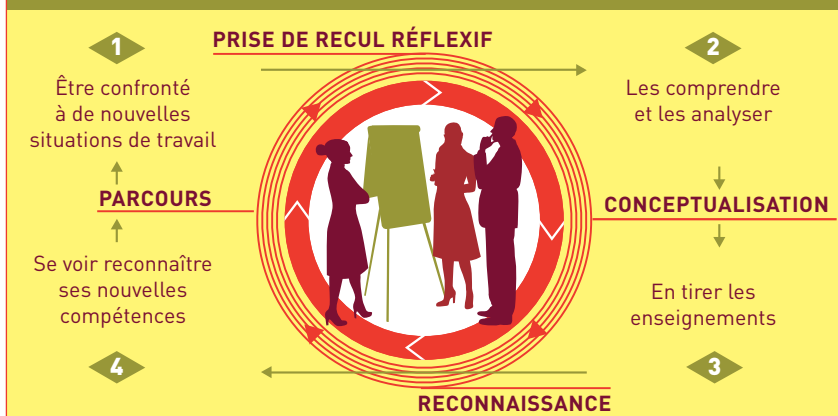 1
PRISE DE RECUL RÉFLEXIF
2
Être confronté
à de nouvelles
situations de travail
Les comprendre
et les analyser
PARCOURS
CONCEPTUALISATION
Se voir reconnaître
ses nouvelles
compétences
En tirer les
enseignements
4
3
RECONNAISSANCE